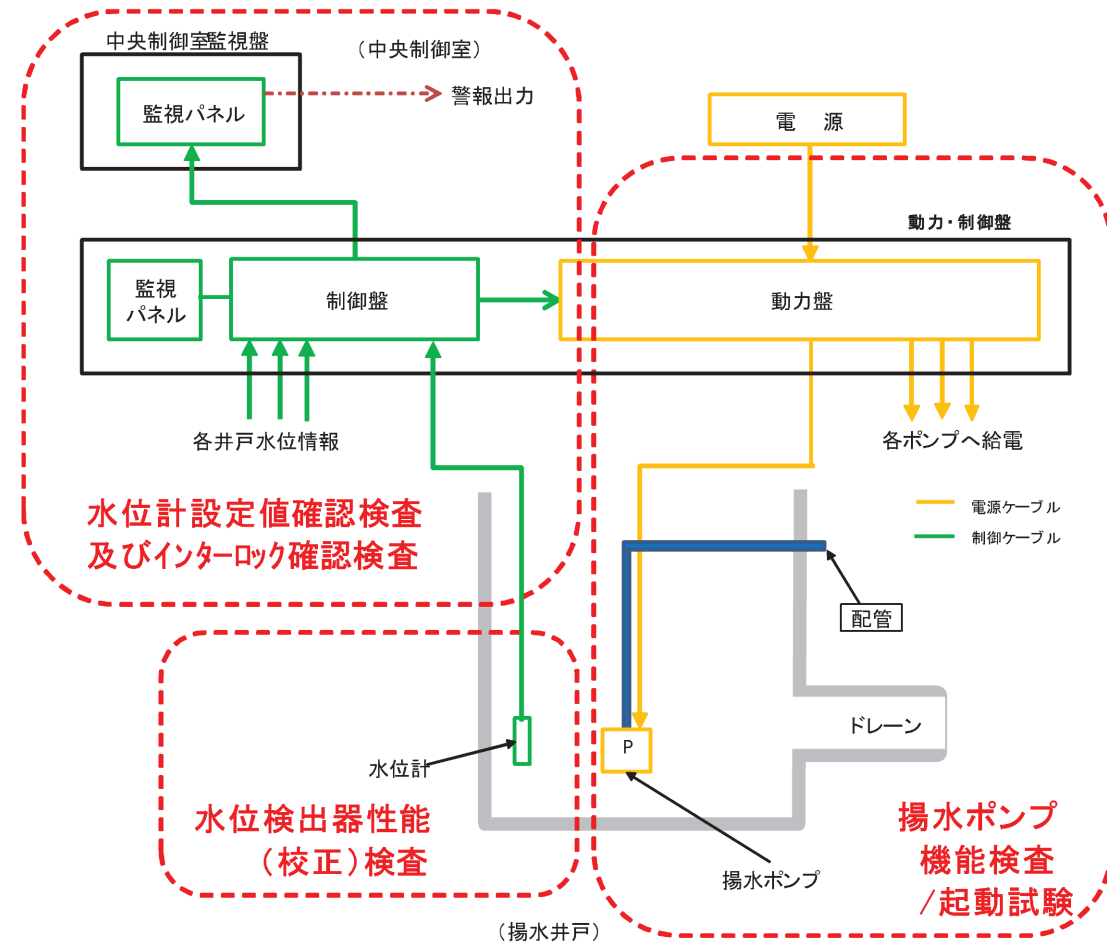 中央制御室監視盤
（中央制御室）
監視パネル
警報出力
電　源
動力・制御盤
監視
パネル
制御盤
動力盤
各井戸水位情報
各ポンプへ給電
水位計設定値確認検査
及びインターロック確認検査
電源ケーブル
制御ケーブル
配管
水位計
P
ドレーン
水位検出器性能
（校正）検査
揚水ポンプ
揚水ポンプ
機能検査
/起動試験
（揚水井戸）